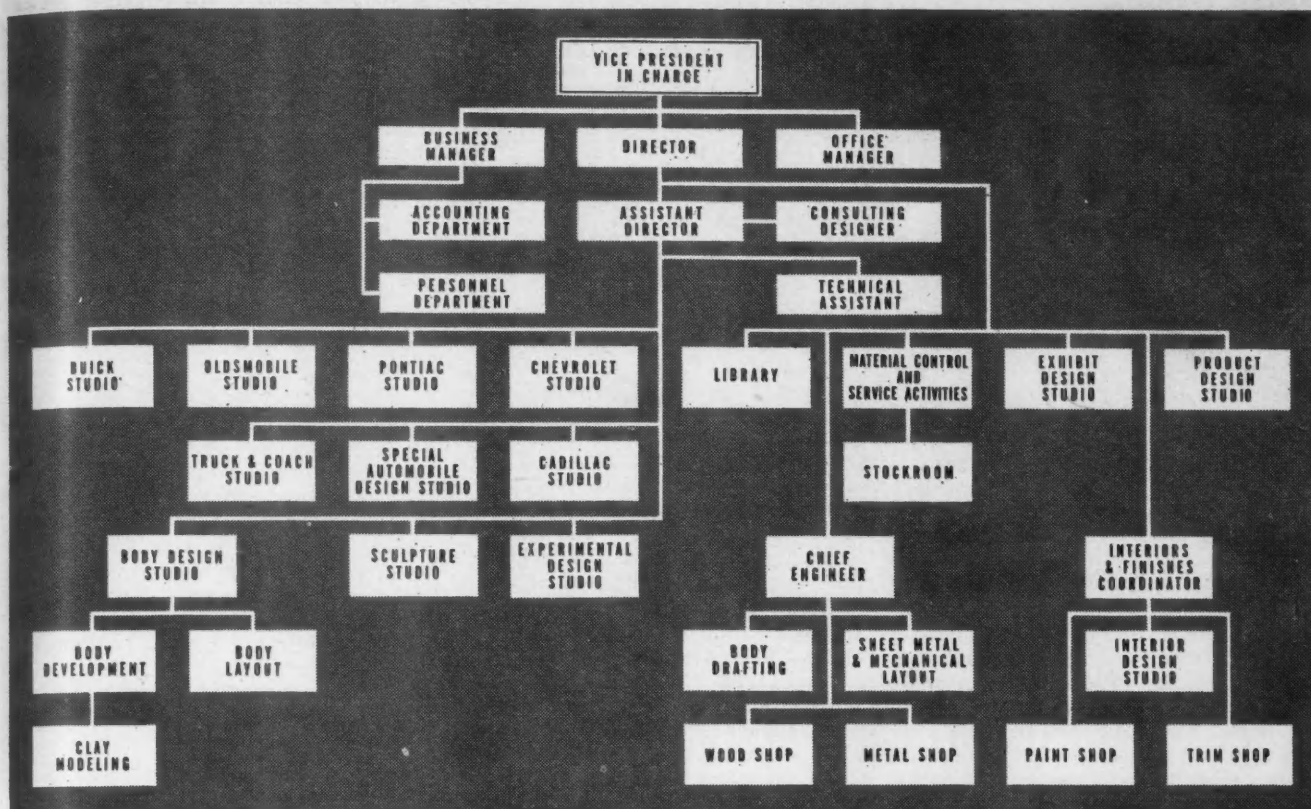 VICE PRESIDENT
IN CHARGE
BUSINESS
MANAGER
DIRECTOR
OFFICE
MANAGER
ACCOUNTING
DEPARTMENT
ASSISTANT
DIRECTOR
CONSULTING
DESIGNER
PERSONNEL
DEPARTMENT
TECHNICAL
ASSISTANT
BUICK
STUDIO
OLDSMOBILE
STUDIO
PONTIAC
STUDIO
CHEVROLET
STUDIO
LIBRARY
MATERIAL CONTROL
AND
SERVICE ACTIVITIES
EXHIBIT
DESIGN
STUDIO
PRODUCT
DESIGN
STUDIO
TRUCK & COACH
STUDIO
SPECIAL
AUTOMOBILE
DESIGN STUDIO
CADILLAC
STUDIO
STOCKROOM
BODY DESIGN
STUDIO
SCULPTURE
STUDIO
EXPERIMENTAL
DESIGN
STUDIO
CHIEF
ENGINEER
INTERIORS
& FINISHES
COORDINATOR
BODY
DEVELOPMENT
BODY
LAYOUT
BODY
DRAFTING
SHEET METAL
& MECHANICAL
LAYOUT
INTERIOR
DESIGN
STUDIO
CLAY
MODELING
WOOD SHOP
METAL SHOP
PAINT SHOP
TRIM SHOP